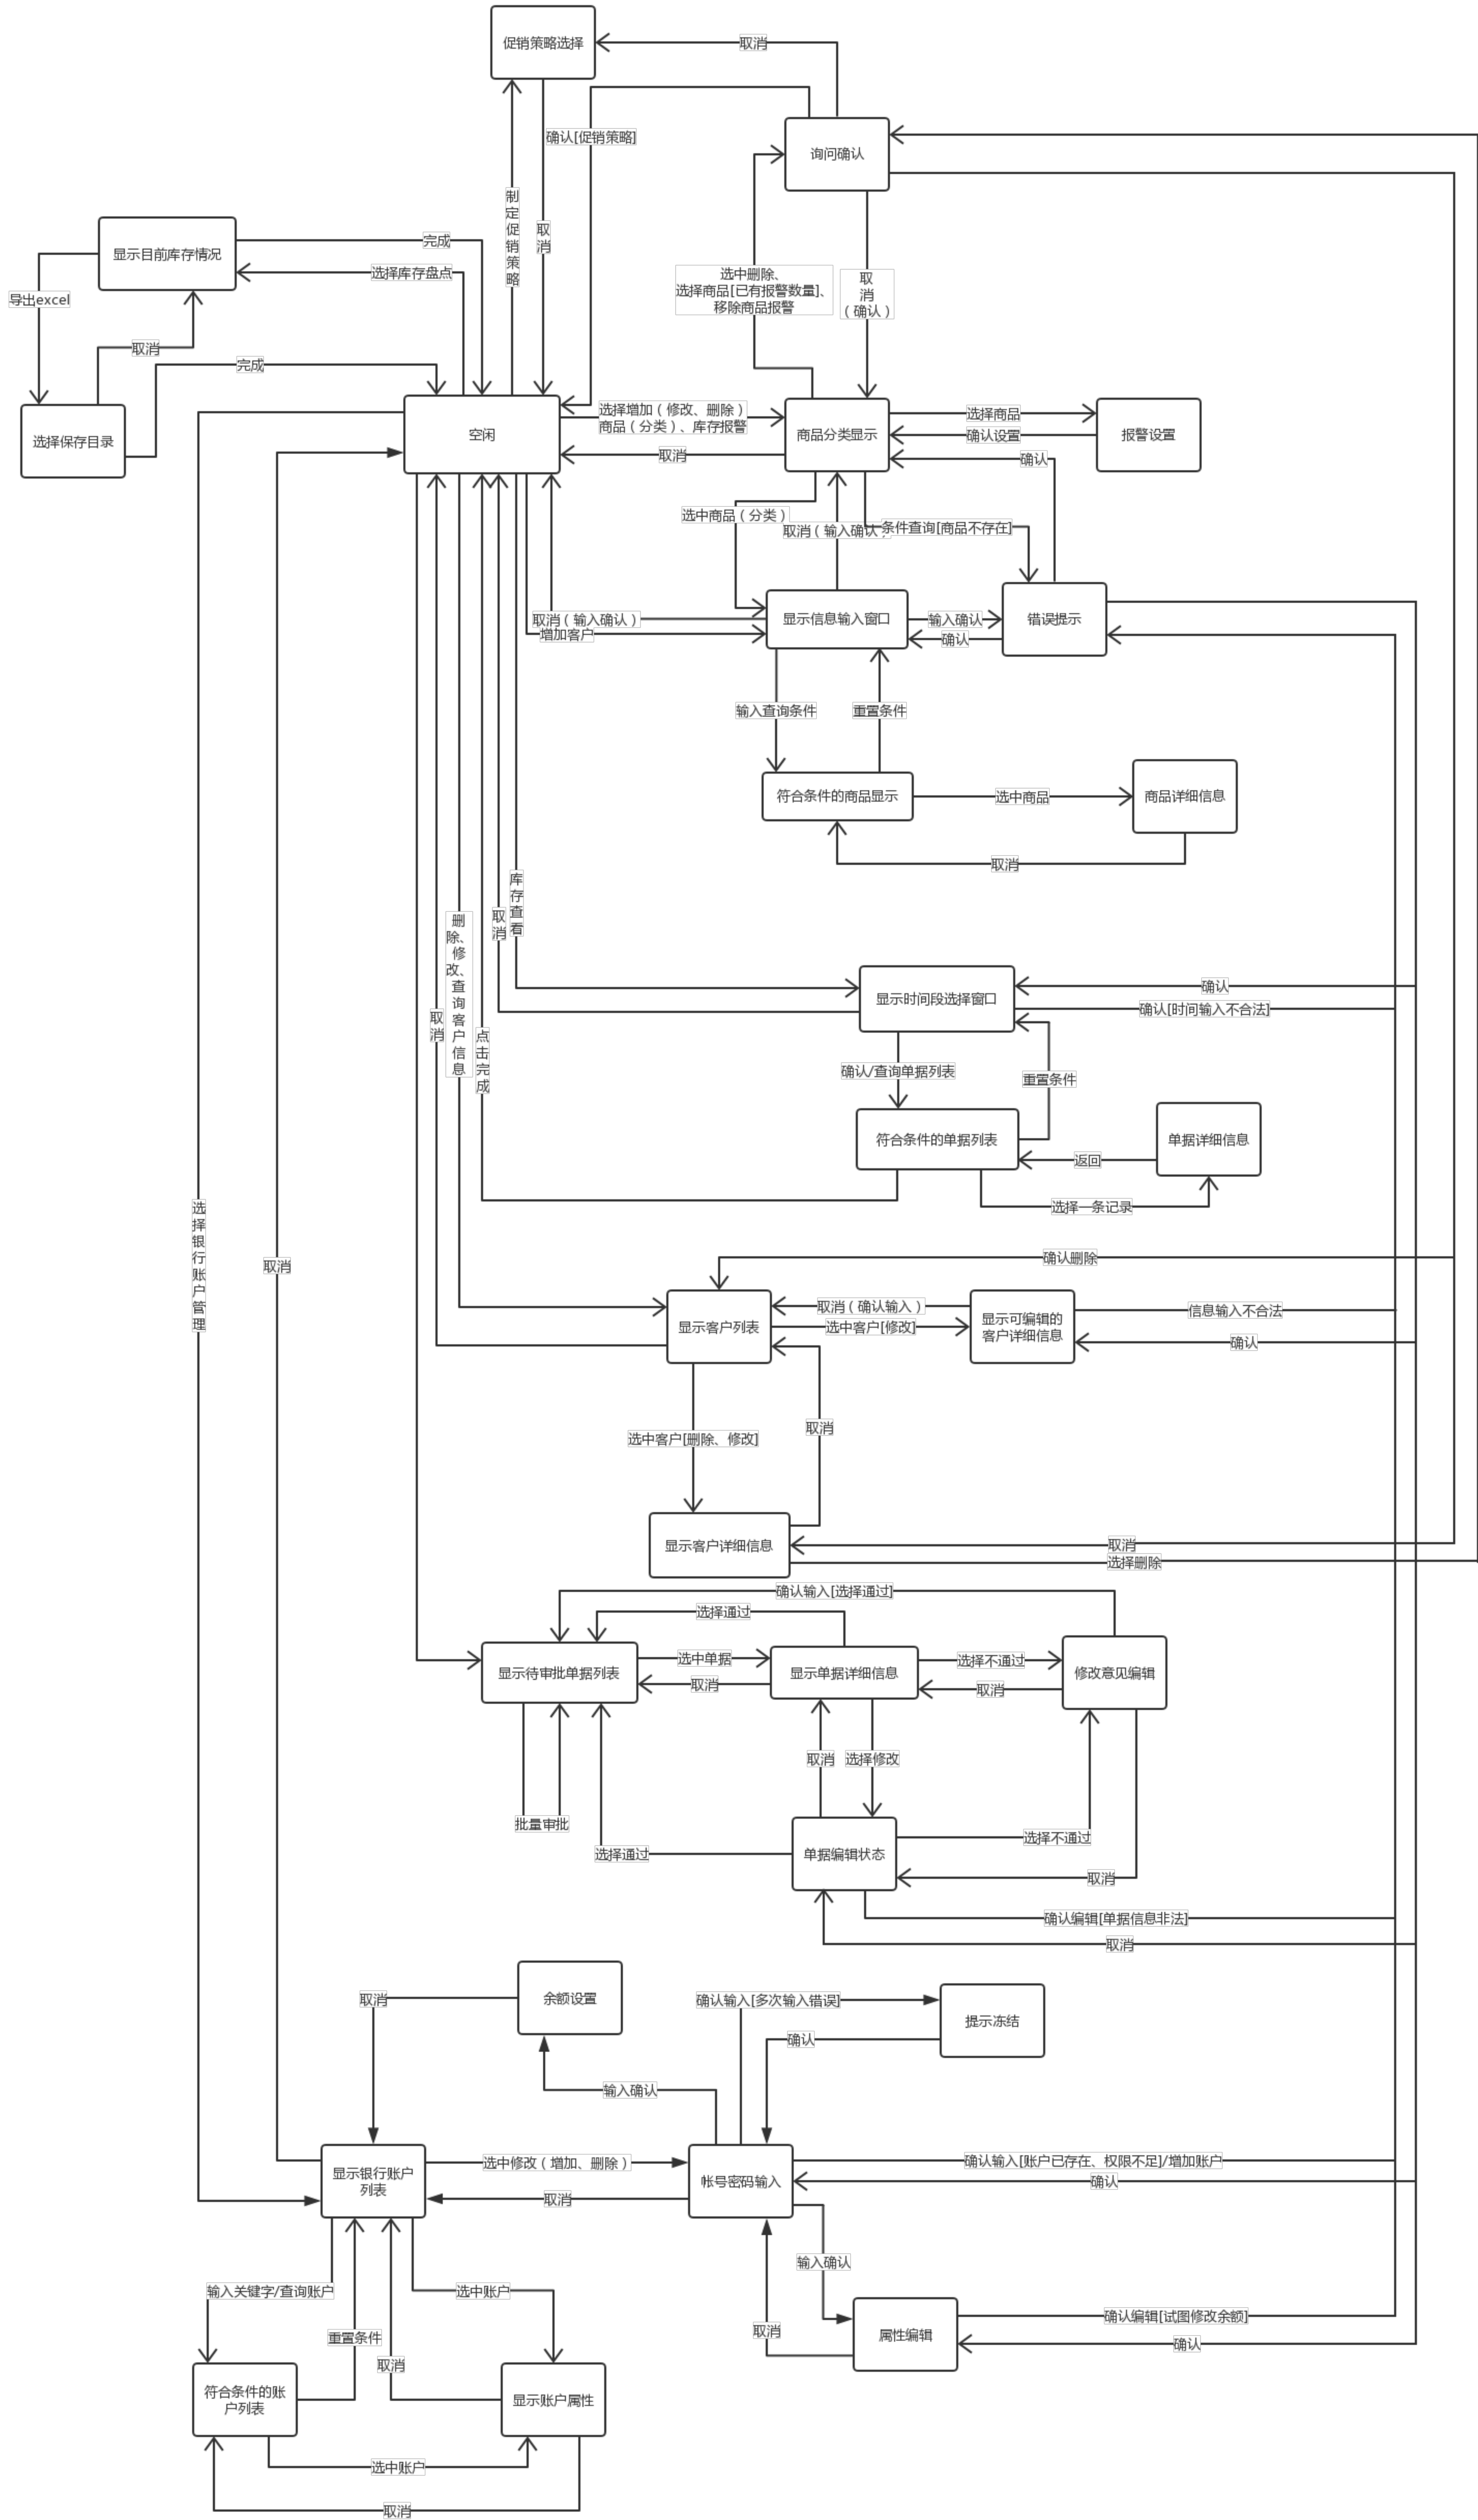 促销策略选择
取消
确认[促销策略]
询问确认
制
定
促
销
策
略
取
消
显示目前库存情况
完成
选择库存盘点
导出excel
选中删除、
选择商品[已有报警数量]、
移除商品报警
取
消
（确认）
取消
完成
选择保存目录
空闲
选择增加（修改、删除）
商品（分类）、库存报警
取消
商品分类显示
选择商品
确认设置
确认
报警设置
选中商品（分类）
取消（输入确认）
条件查询[商品不存在]
取消（输入确认）
增加客户
显示信息输入窗口
输入确认
确认
错误提示
输入查询条件
重置条件
符合条件的商品显示
选中商品
商品详细信息
取消
库
存
查
看
取
消
删
除、
修
改、
查
询
客
户
信
息
取
消
点
击
完
成
显示时间段选择窗口
确认
确认[时间输入不合法]
确认/查询单据列表
重置条件
符合条件的单据列表
返回
单据详细信息
选择一条记录
选
择
银
行
账
户
管
理
取消
确认删除
显示客户列表
取消（确认输入）
选中客户[修改]
显示可编辑的
客户详细信息
信息输入不合法
确认
选中客户[删除、修改]
取消
显示客户详细信息
取消
选择删除
确认输入[选择通过]
选择通过
显示待审批单据列表
选中单据
取消
显示单据详细信息
选择不通过
取消
修改意见编辑
取消
选择修改
批量审批
选择通过
单据编辑状态
选择不通过
取消
确认编辑[单据信息非法]
取消
取消
余额设置
确认输入[多次输入错误]
提示冻结
确认
输入确认
显示银行账户
列表
选中修改（增加、删除）
取消
帐号密码输入
确认输入[账户已存在、权限不足]/增加账户
确认
输入确认
输入关键字/查询账户
选中账户
重置条件
取消
取消
属性编辑
确认编辑[试图修改余额]
确认
符合条件的账
户列表
显示账户属性
选中账户
取消